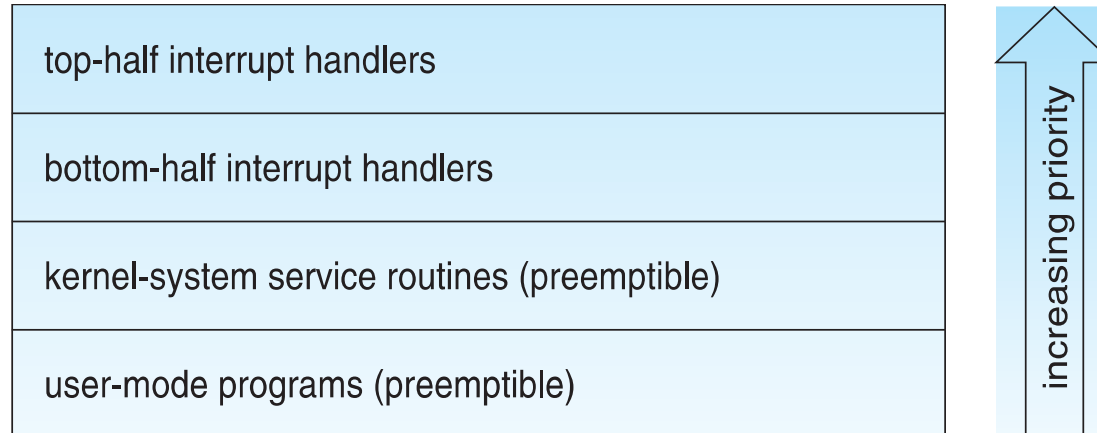 top-half interrupt handlers
bottom-half interrupt handlers
kernel-system service routines (preemptible)
user-mode programs (preemptible)
increasing priority